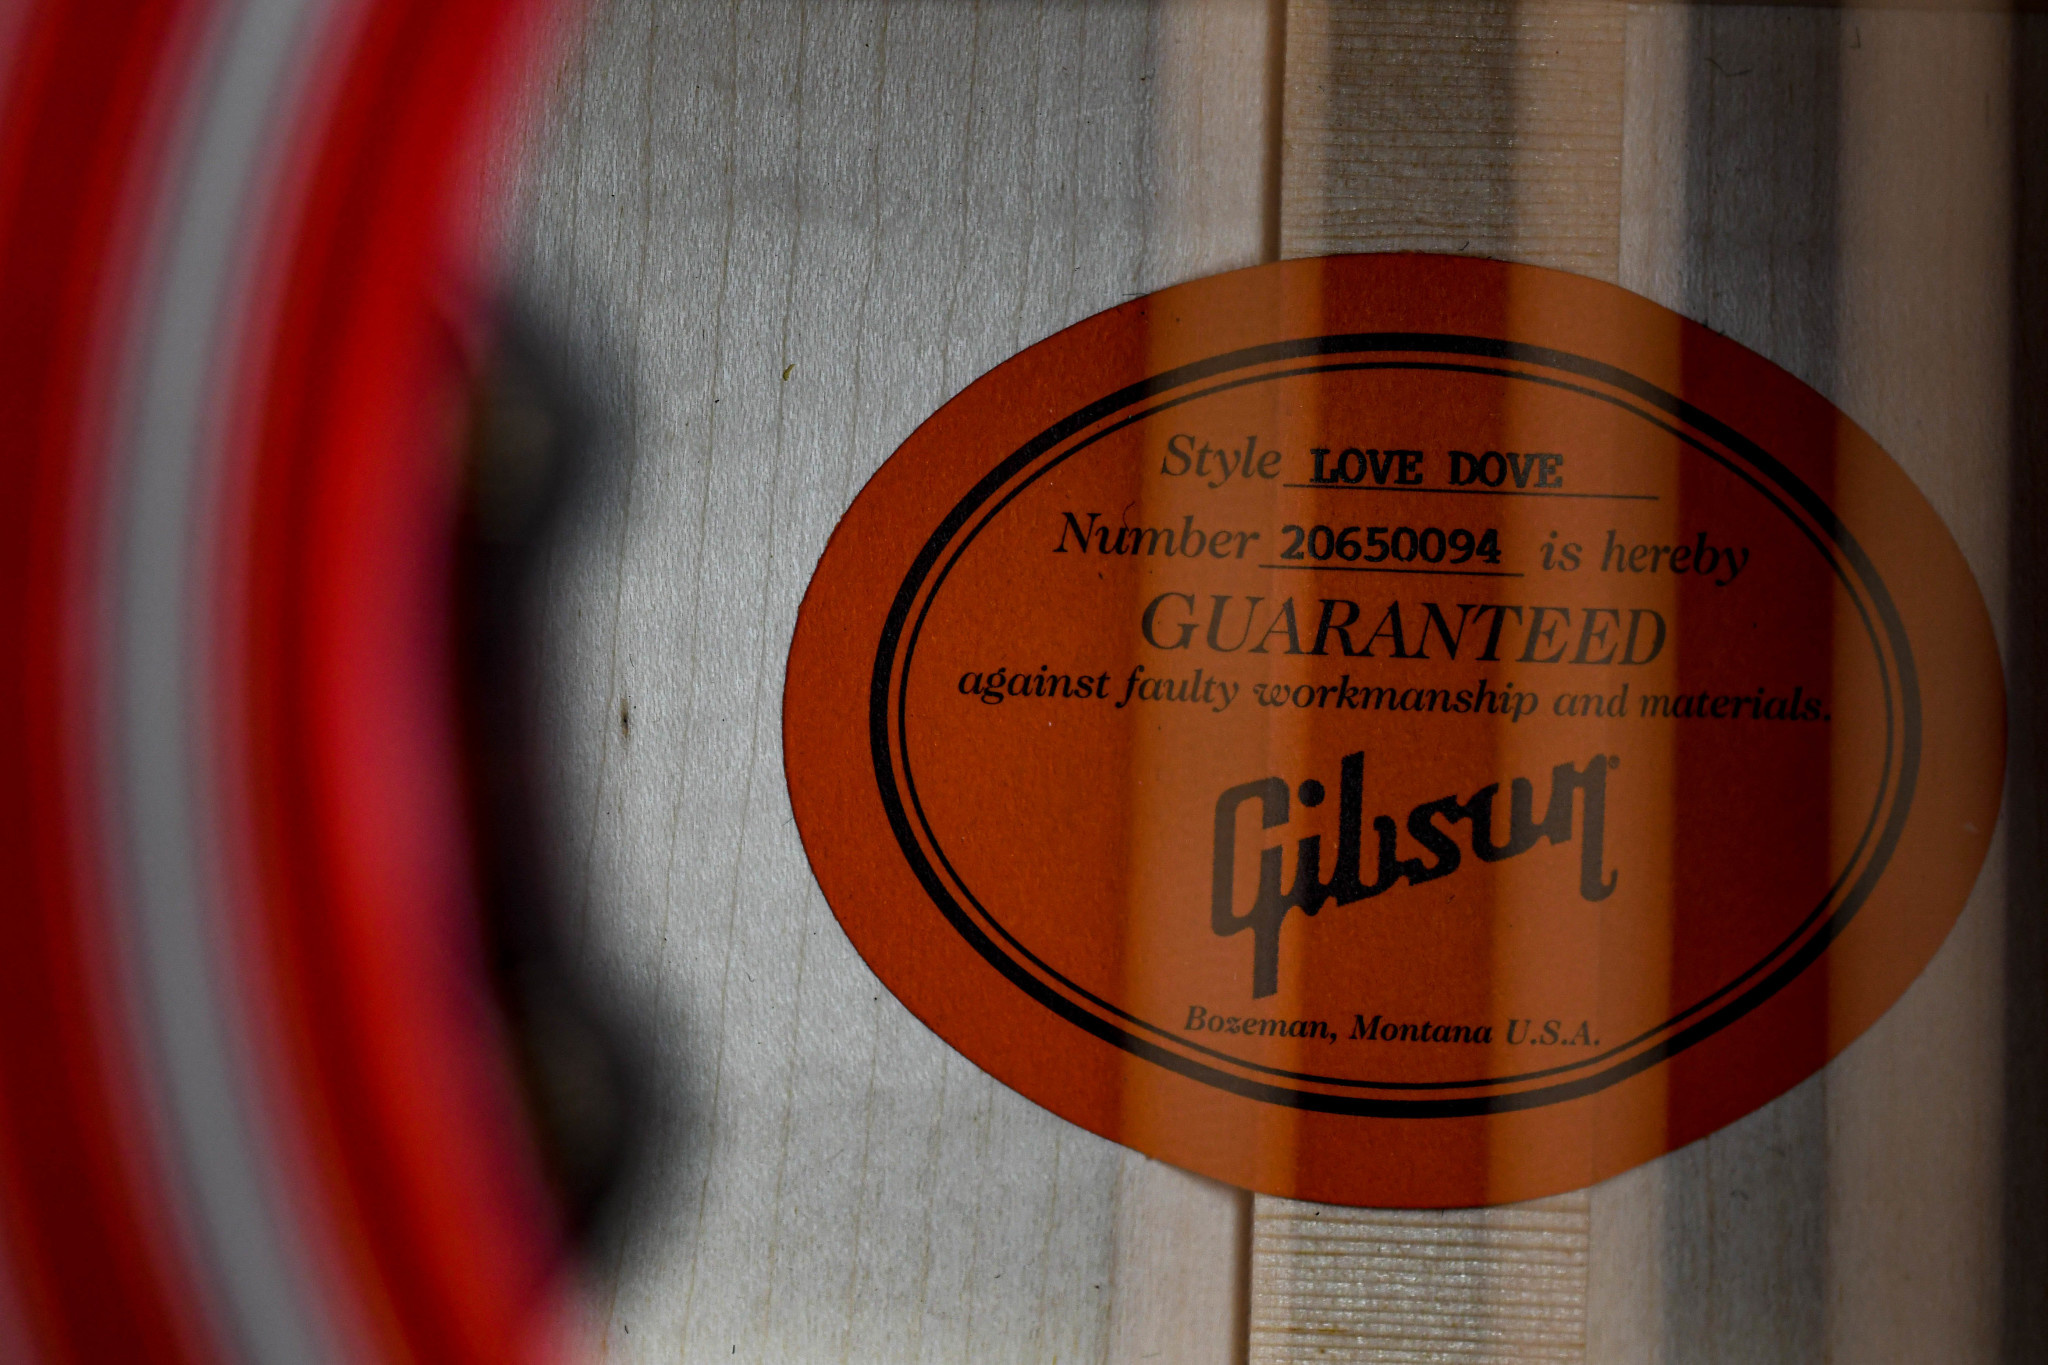 Style LOVE DOVE
Number 20650094 is hereby
GUARANTEED
against faulty workmanship and materials.
Gibson®
Bozeman, Montana U.S.A.